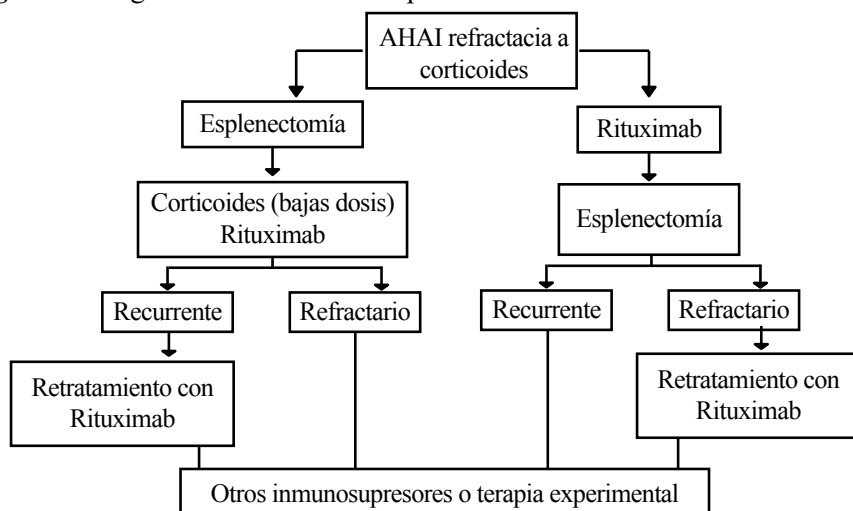 AHAI refractacia a
corticoides
Esplenectomía
Rituximab
Corticoides (bajas dosis)
Rituximab
Esplenectomía
Recurrente
Refractario
Recurrente
Refractario
Retratamiento con
Rituximab
Retratamiento con
Rituximab
Otros inmunosupresores o terapia experimental